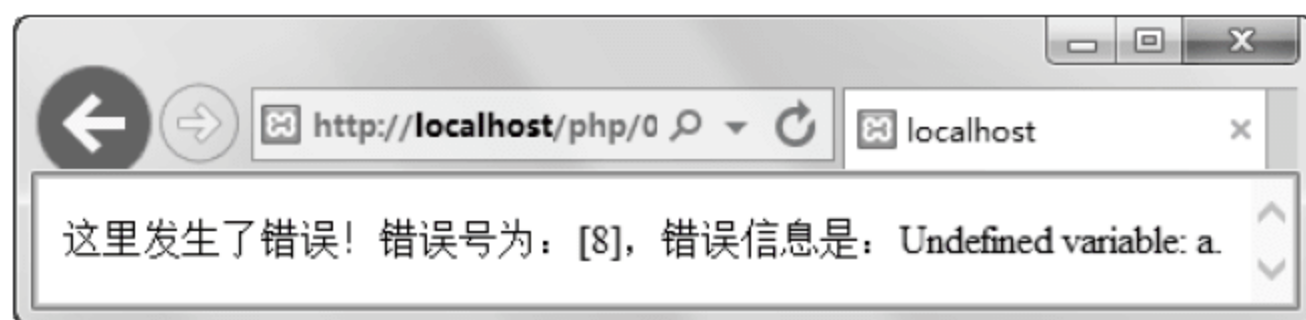 http://localhost/php/0
localhost
这里发生了错误！错误号为：[8]，错误信息是：Undefined variable: a.